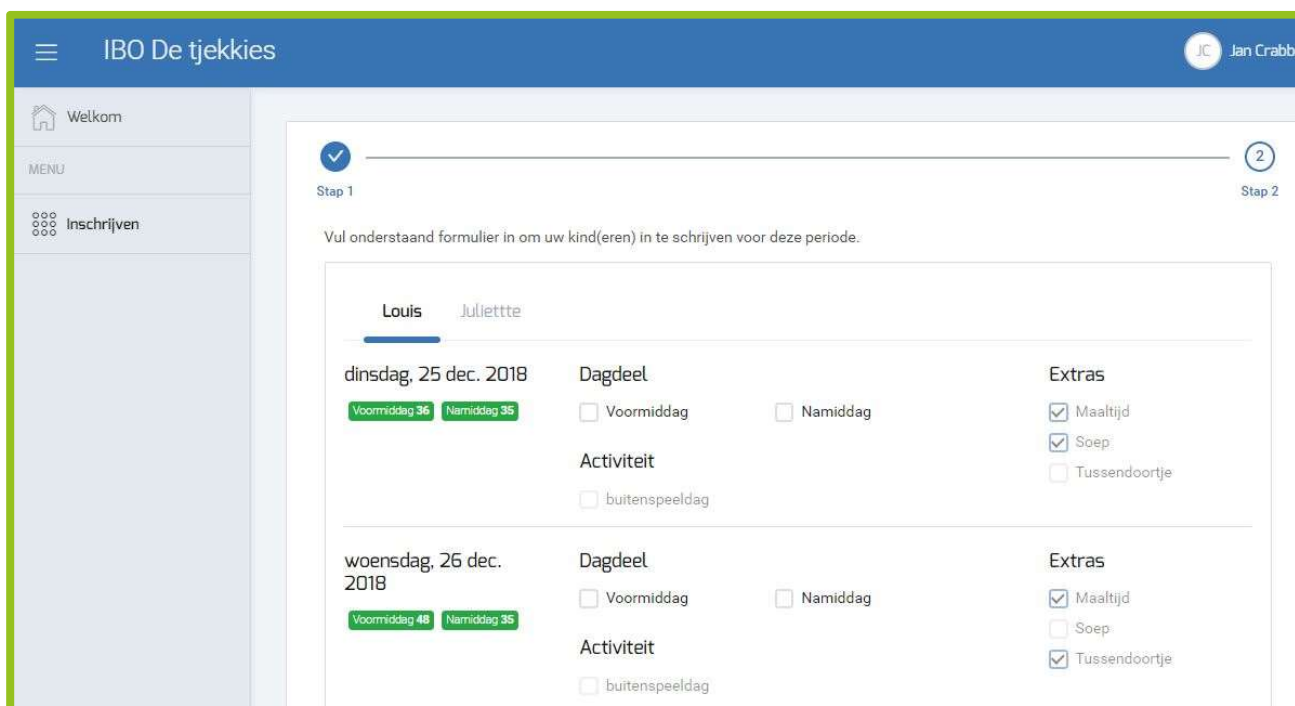 IBO De tjekkies
JC Jan Crabb
Welkom
MENU
Inschrijven
2
Stap 1
Stap 2
Vul onderstaand formulier in om uw kind(eren) in te schrijven voor deze periode.
Louis Juliettte
dinsdag, 25 dec. 2018
Voormiddag 36 Namiddag 35
Dagdeel
Voormiddag Namiddag
Activiteit
buitenspeeldag
Extras
Maaltijd
Soep
Tussendoortje
woensdag, 26 dec.
2018
Voormiddag 48 Namiddag 35
Dagdeel
Voormiddag Namiddag
Activiteit
buitenspeeldag
Extras
Maaltijd
Soep
Tussendoortje